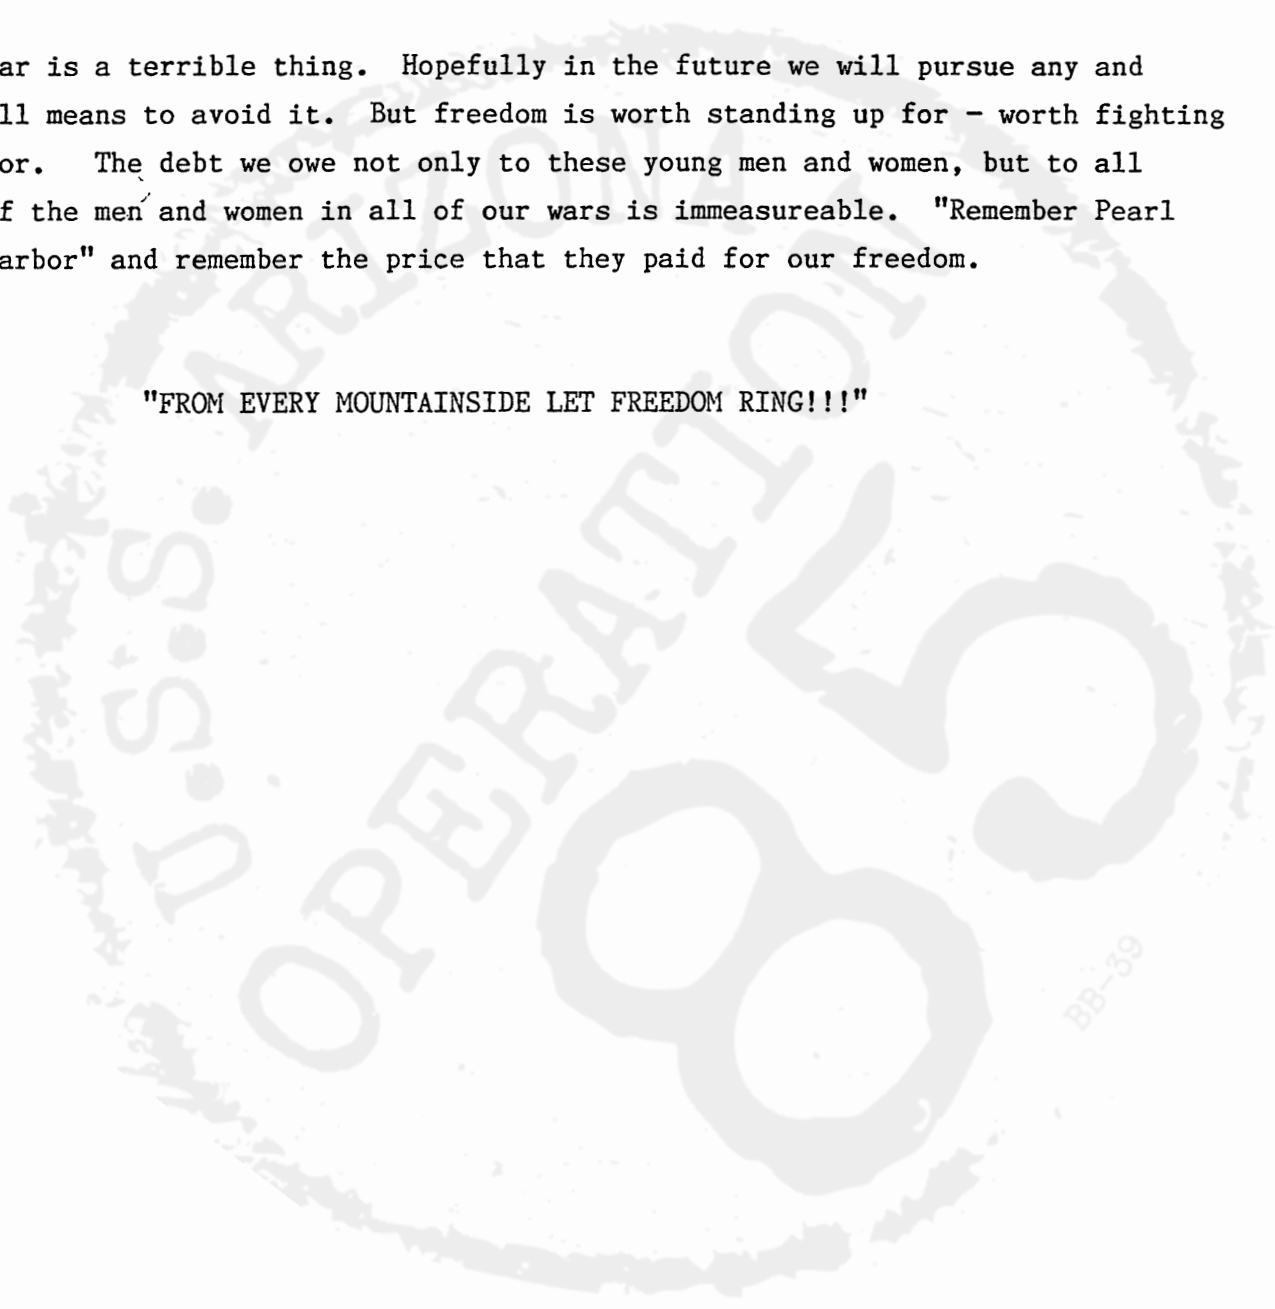 ar is a terrible thing.  Hopefully in the future we will pursue any and
ll means to avoid it.  But freedom is worth standing up for - worth fighting
or.   The debt we owe not only to these young men and women, but to all
f the men and women in all of our wars is immeasureable.  "Remember Pearl
arbor" and remember the price that they paid for our freedom.
"FROM EVERY MOUNTAINSIDE LET FREEDOM RING!!!"
U.S.S. ARIZONA
OPERATION
85
BB-39